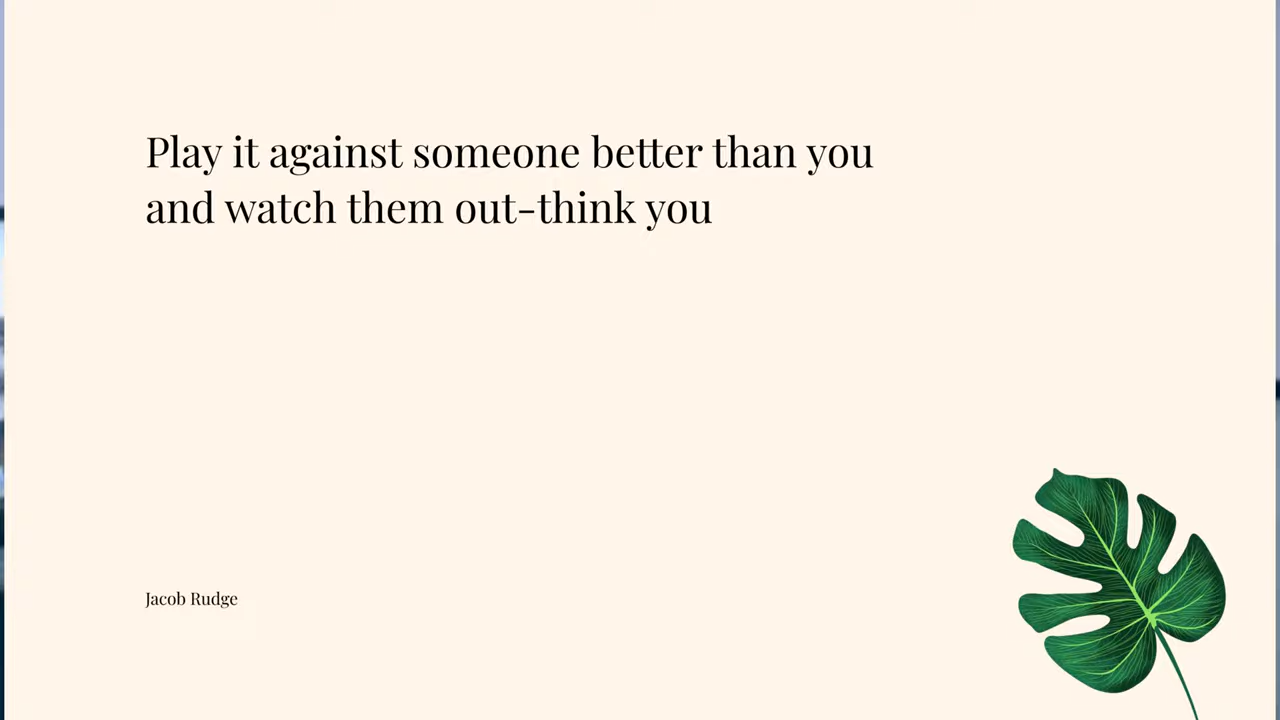 Play it against someone better than you
and watch them out-think you
Jacob Rudge